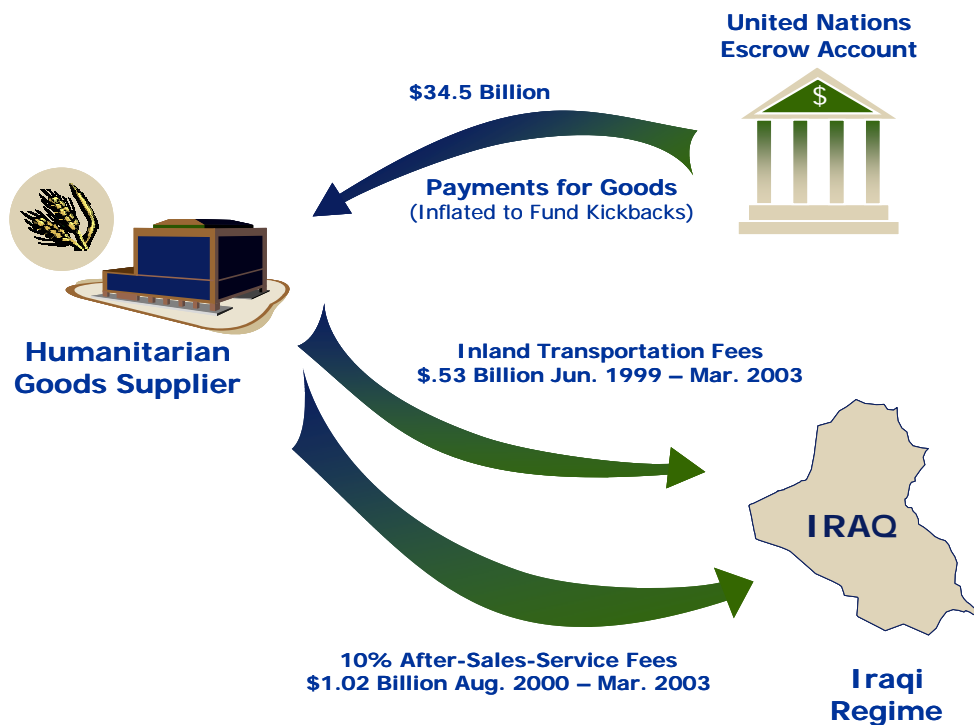 United Nations
Escrow Account
$
$34.5 Billion
Payments for Goods
(Inflated to Fund Kickbacks)
Humanitarian
Goods Supplier
Inland Transportation Fees
$.53 Billion Jun. 1999 – Mar. 2003
IRAQ
10% After-Sales-Service Fees
$1.02 Billion Aug. 2000 – Mar. 2003
Iraqi
Regime